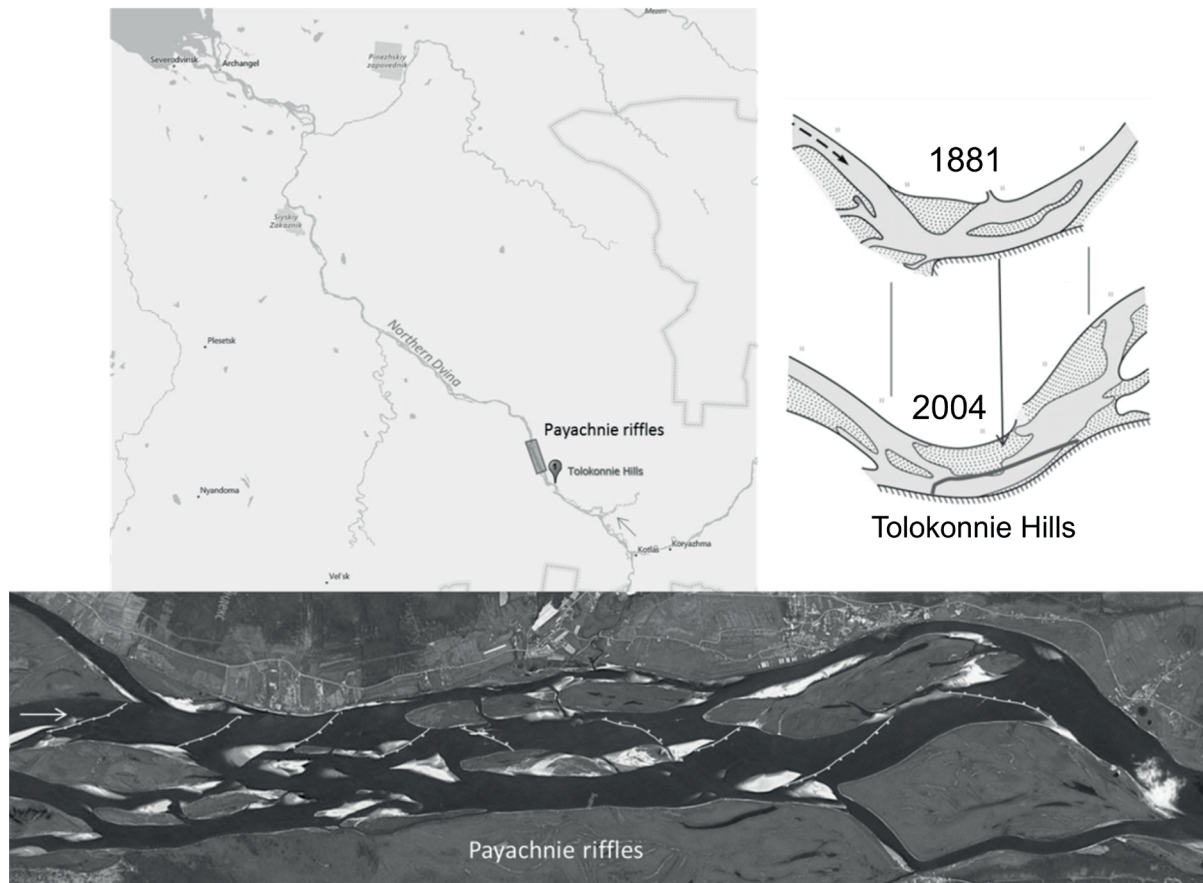 Mezen
Severodvinsk
Archangel
Pinezhskiy
zapovednik
Siyskiy
Zakaznik
Plesetsk
Northern Dvina
Payachnie riffles
1
Tolokonnie Hills
Nyandoma
Kotlas
Koryazhma
Vel'sk
1881
2004
Tolokonnie Hills
Payachnie riffles